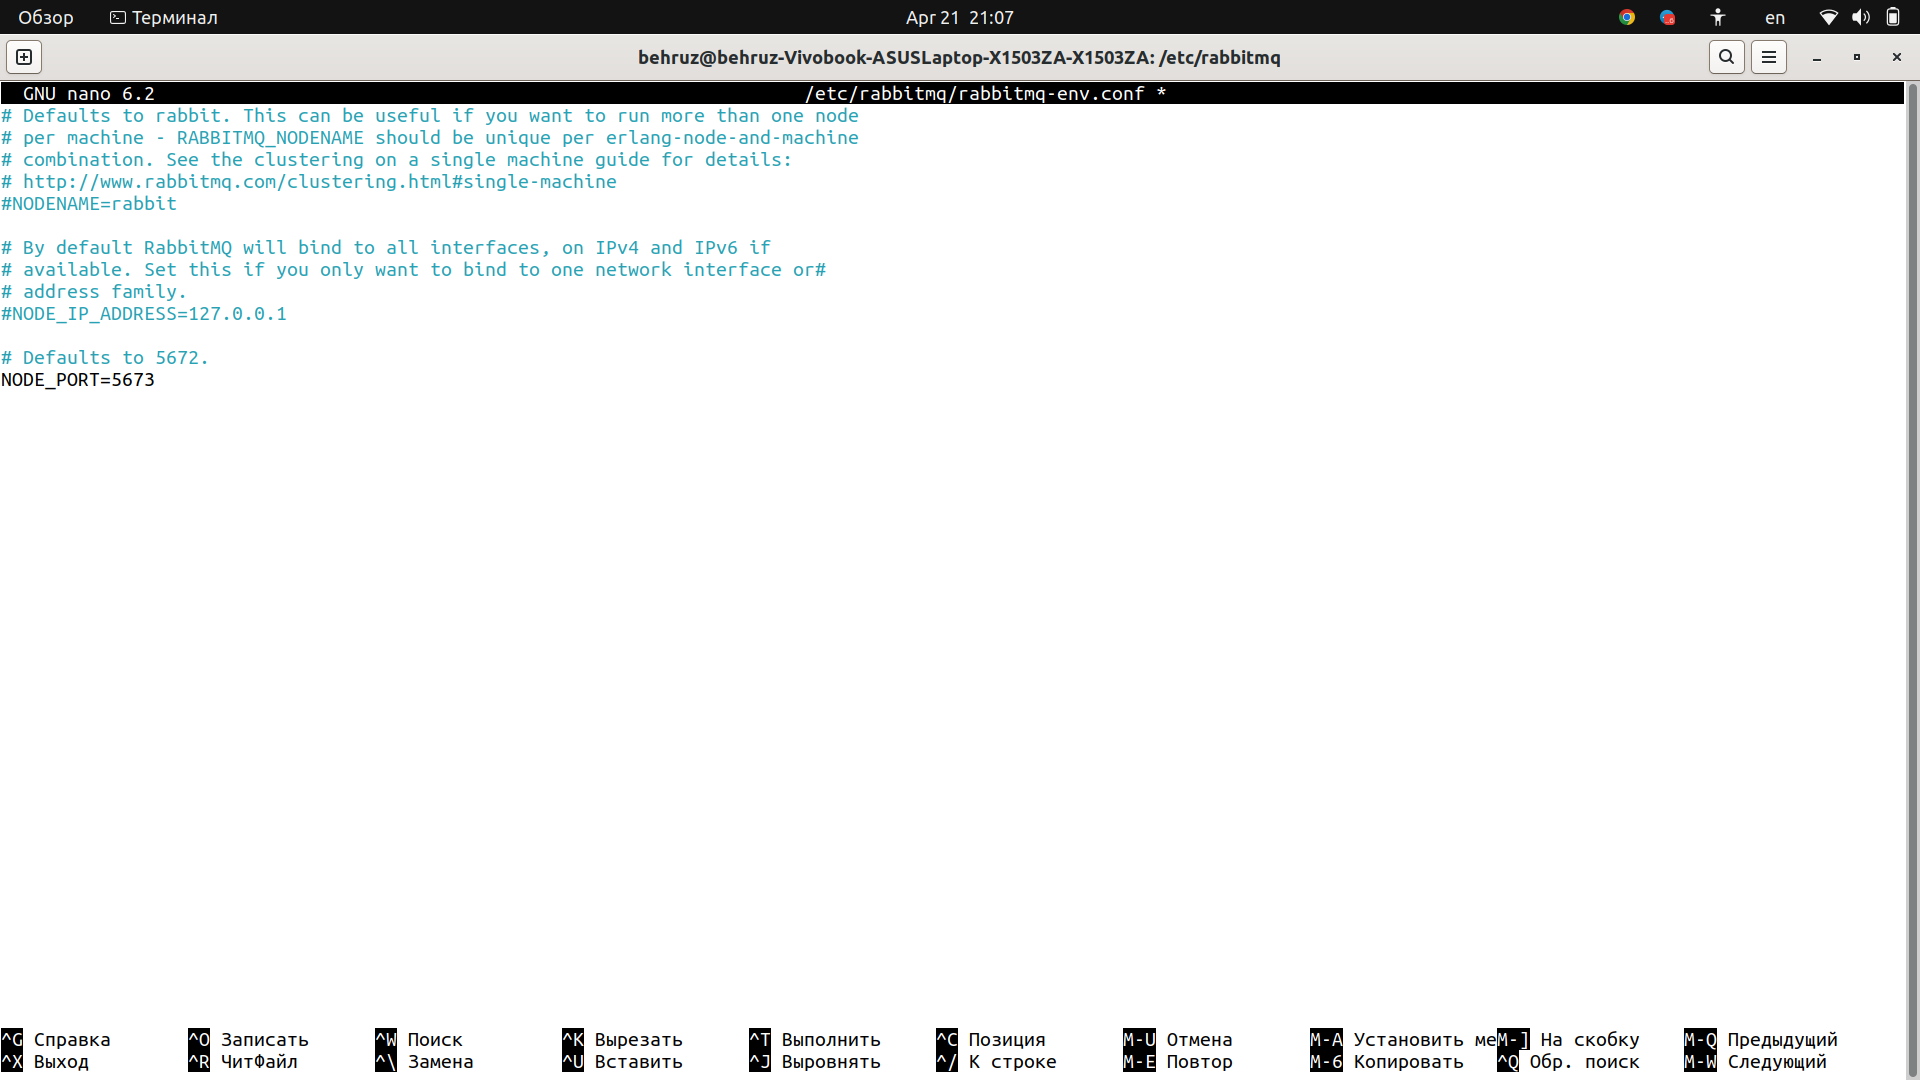 Обзор Терминал Apr 21 21:07 en
behruz@behruz-Vivobook-ASUSLaptop-X1503ZA-X1503ZA: /etc/rabbitmq
GNU nano 6.2 /etc/rabbitmq/rabbitmq-env.conf *
# Defaults to rabbit. This can be useful if you want to run more than one node
# per machine - RABBITMQ_NODENAME should be unique per erlang-node-and-machine
# combination. See the clustering on a single machine guide for details:
# http://www.rabbitmq.com/clustering.html#single-machine
#NODENAME=rabbit
# By default RabbitMQ will bind to all interfaces, on IPv4 and IPv6 if
# available. Set this if you only want to bind to one network interface or#
# address family.
#NODE_IP_ADDRESS=127.0.0.1
# Defaults to 5672.
NODE_PORT=5673
^G Справка ^O Записать ^W Поиск ^K Вырезать ^T Выполнить ^C Позиция M-U Отмена M-A Установить ме M-] На скобку M-Q Предыдущий
^X Выход ^R ЧитФайл ^\ Замена ^U Вставить ^J Выровнять ^/ К строке M-E Повтор M-6 Копировать ^Q Обр. поиск M-W Следующий